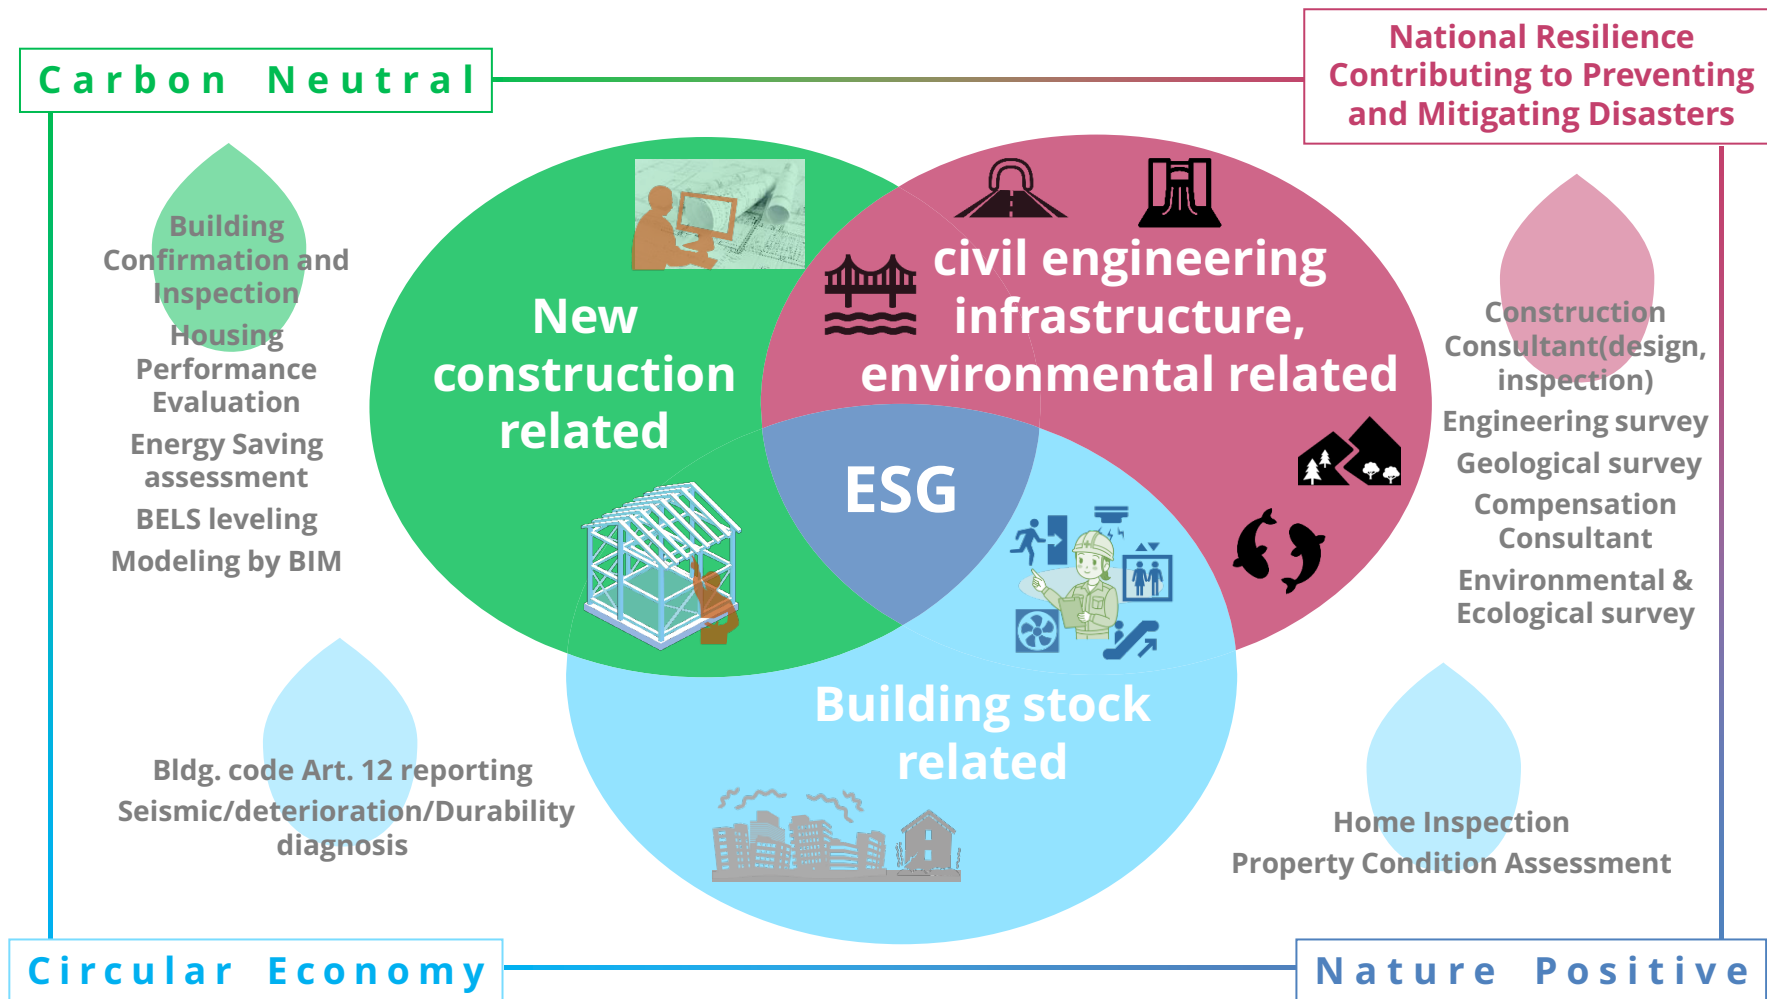 Carbon Neutral
National Resilience
Contributing to Preventing
and Mitigating Disasters
Building
Confirmation and
Inspection
Housing
Performance
Evaluation
Energy Saving
assessment
BELS leveling
Modeling by BIM
New
construction
related
civil engineering
infrastructure,
environmental related
ESG
Construction
Consultant(design,
inspection)
Engineering survey
Geological survey
Compensation
Consultant
Environmental &
Ecological survey
Building stock
related
Bldg. code Art. 12 reporting
Seismic/deterioration/Durability
diagnosis
Home Inspection
Property Condition Assessment
Circular Economy
Nature Positive